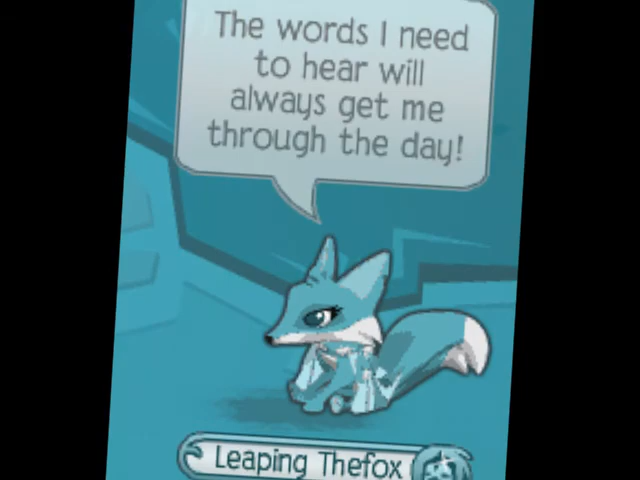 The words I need
to hear will
always get me
through the day!
Leaping Thefox